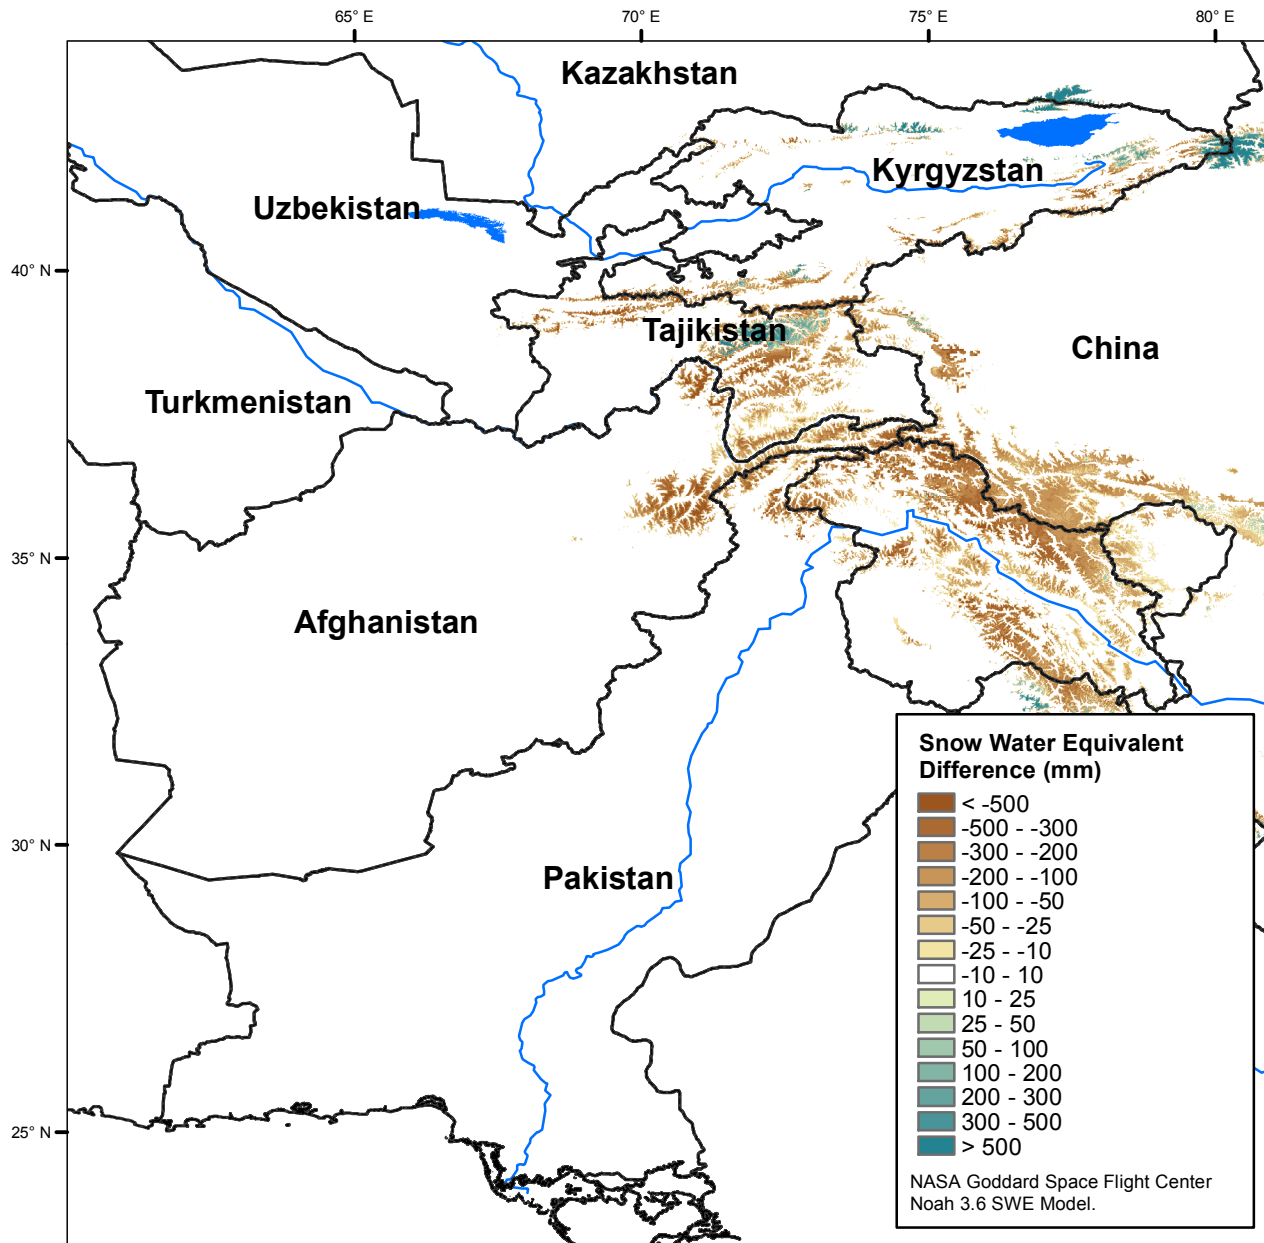 65° E
70° E
75° E
80° E
Kazakhstan
Kyrgyzstan
Uzbekistan
40° N
Tajikistan
China
Turkmenistan
35° N
Afghanistan
30° N
Pakistan
25° N
Snow Water Equivalent
Difference (mm)
< -500
-500 - -300
-300 - -200
-200 - -100
-100 - -50
-50 - -25
-25 - -10
-10 - 10
10 - 25
25 - 50
50 - 100
100 - 200
200 - 300
300 - 500
> 500
NASA Goddard Space Flight Center
Noah 3.6 SWE Model.